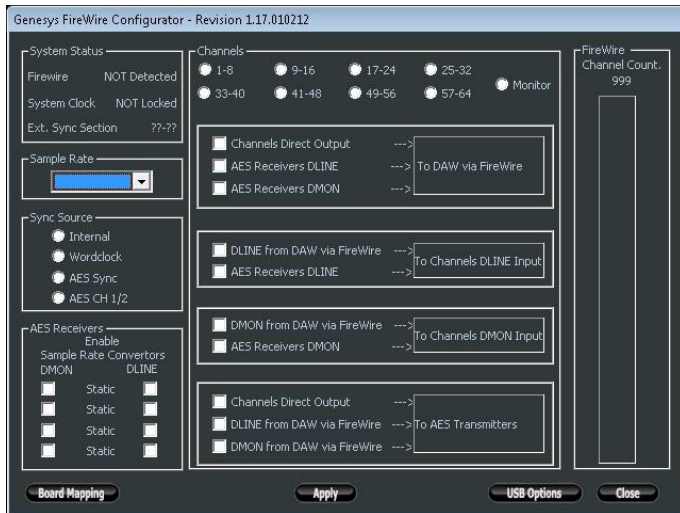 Genesys FireWire Configurator - Revision 1.17.010212
System Status
Firewire NOT Detected
System Clock NOT Locked
Ext. Sync Section ??-??
Sample Rate
Sync Source
Internal
Wordclock
AES Sync
AES CH 1/2
AES Receivers
Enable
Sample Rate Convertors
DMON DLINE
Static
Static
Static
Static
Channels
1-8 9-16 17-24 25-32
33-40 41-48 49-56 57-64
Monitor
Channels Direct Output --->
AES Receivers DLINE ---> To DAW via FireWire
AES Receivers DMON --->
DLINE from DAW via FireWire --->
To Channels DLINE Input
AES Receivers DLINE --->
DMON from DAW via FireWire --->
To Channels DMON Input
AES Receivers DMON --->
Channels Direct Output --->
DLINE from DAW via FireWire ---> To AES Transmitters
DMON from DAW via FireWire --->
FireWire
Channel Count.
999
Board Mapping Apply USB Options Close